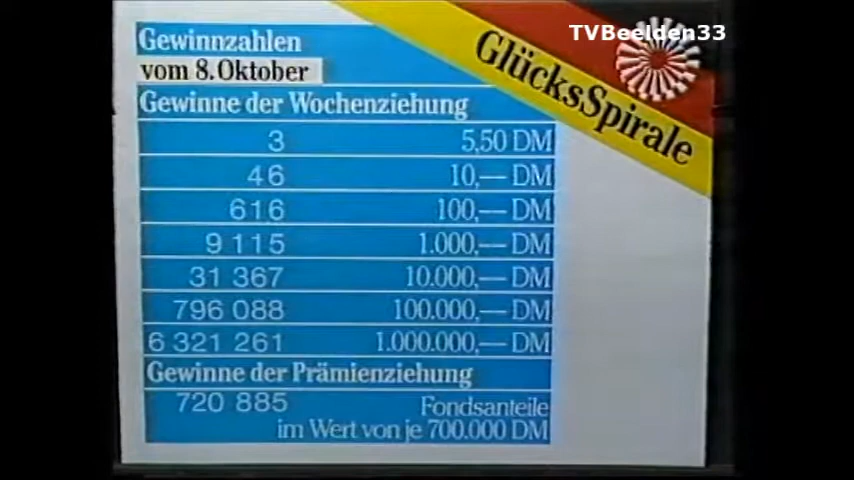 TVBeelden33
GlücksSpirale
Gewinnzahlen
vom 8.Oktober
Gewinne der Wochenziehung
3 5,50 DM
46 10,— DM
616 100,— DM
9 115 1.000,— DM
31 367 10.000,— DM
796 088 100.000,— DM
6 321 261 1.000.000,— DM
Gewinne der Prämienziehung
720 885 Fondsanteile
im Wert von je 700.000 DM